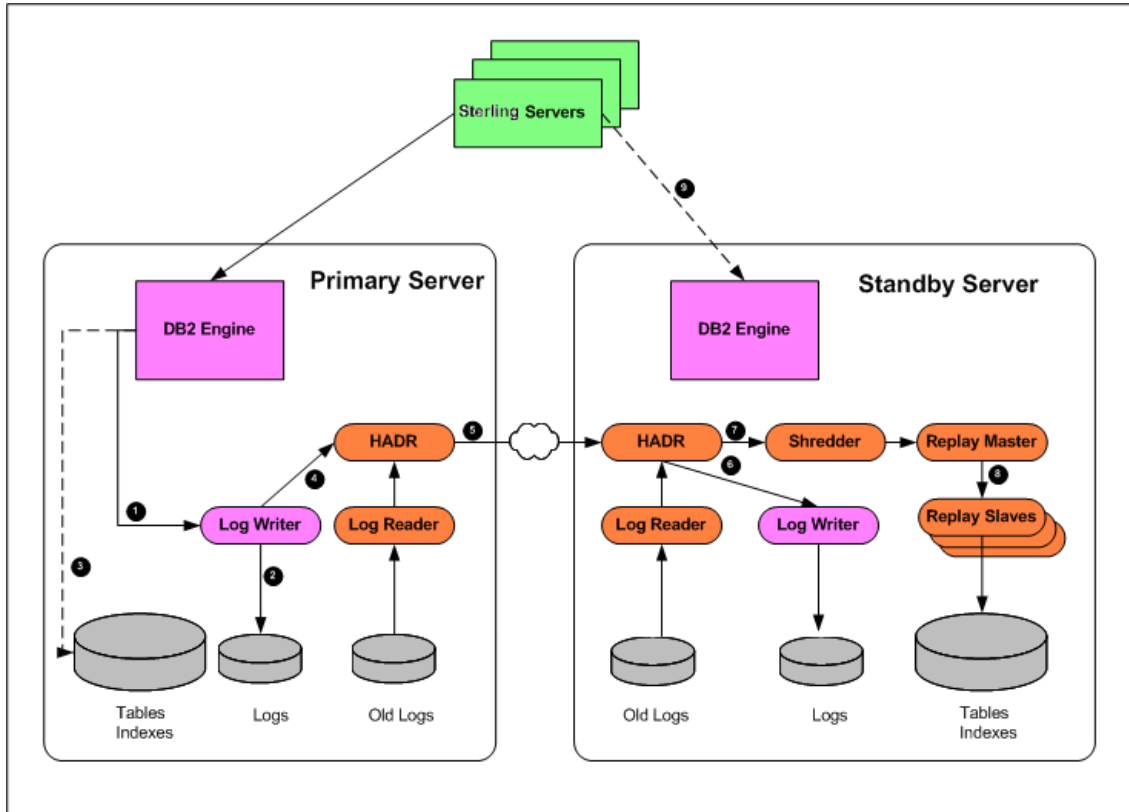 Sterling Servers
9
Primary Server
Standby Server
DB2 Engine
DB2 Engine
HADR
5
HADR
7
Shredder
Replay Master
4
6
8
1
Log Writer
Log Reader
Log Reader
Log Writer
Replay Slaves
3
2
Tables
Indexes
Logs
Old Logs
Old Logs
Logs
Tables
Indexes